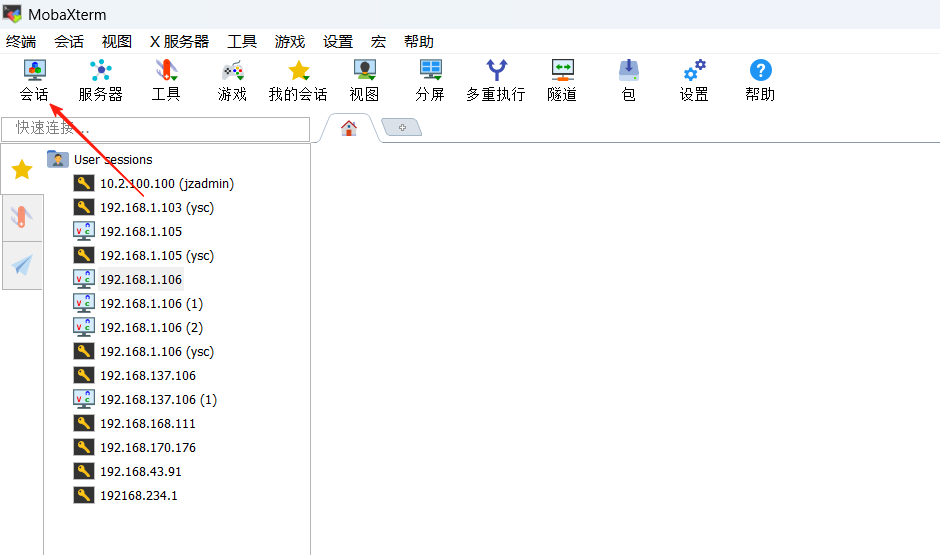 MobaXterm
终端 会话 视图 X 服务器 工具 游戏 设置 宏 帮助
会话 服务器 工具 游戏 我的会话 视图 分屏 多重执行 隧道 包 设置 帮助
快速连接...
User sessions
10.2.100.100 (jzadmin)
192.168.1.103 (ysc)
192.168.1.105
192.168.1.105 (ysc)
192.168.1.106
192.168.1.106 (1)
192.168.1.106 (2)
192.168.1.106 (ysc)
192.168.137.106
192.168.137.106 (1)
192.168.168.111
192.168.170.176
192.168.43.91
192168.234.1